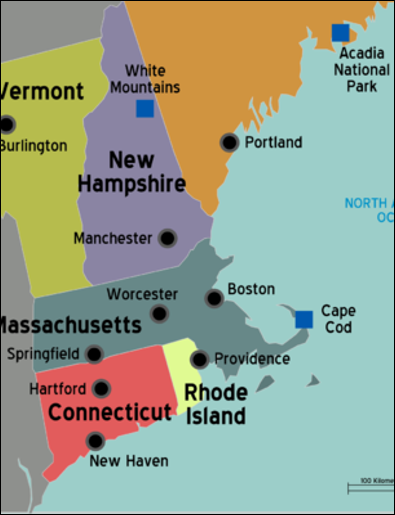 White
Mountains
Acadia
National
Park
Vermont
Burlington
Portland
New
Hampshire
NORTH A
OC
Manchester
Worcester
Boston
Massachusetts
Cape
Cod
Springfield
Providence
Hartford
Rhode
Island
Connecticut
New Haven
100 Kilome